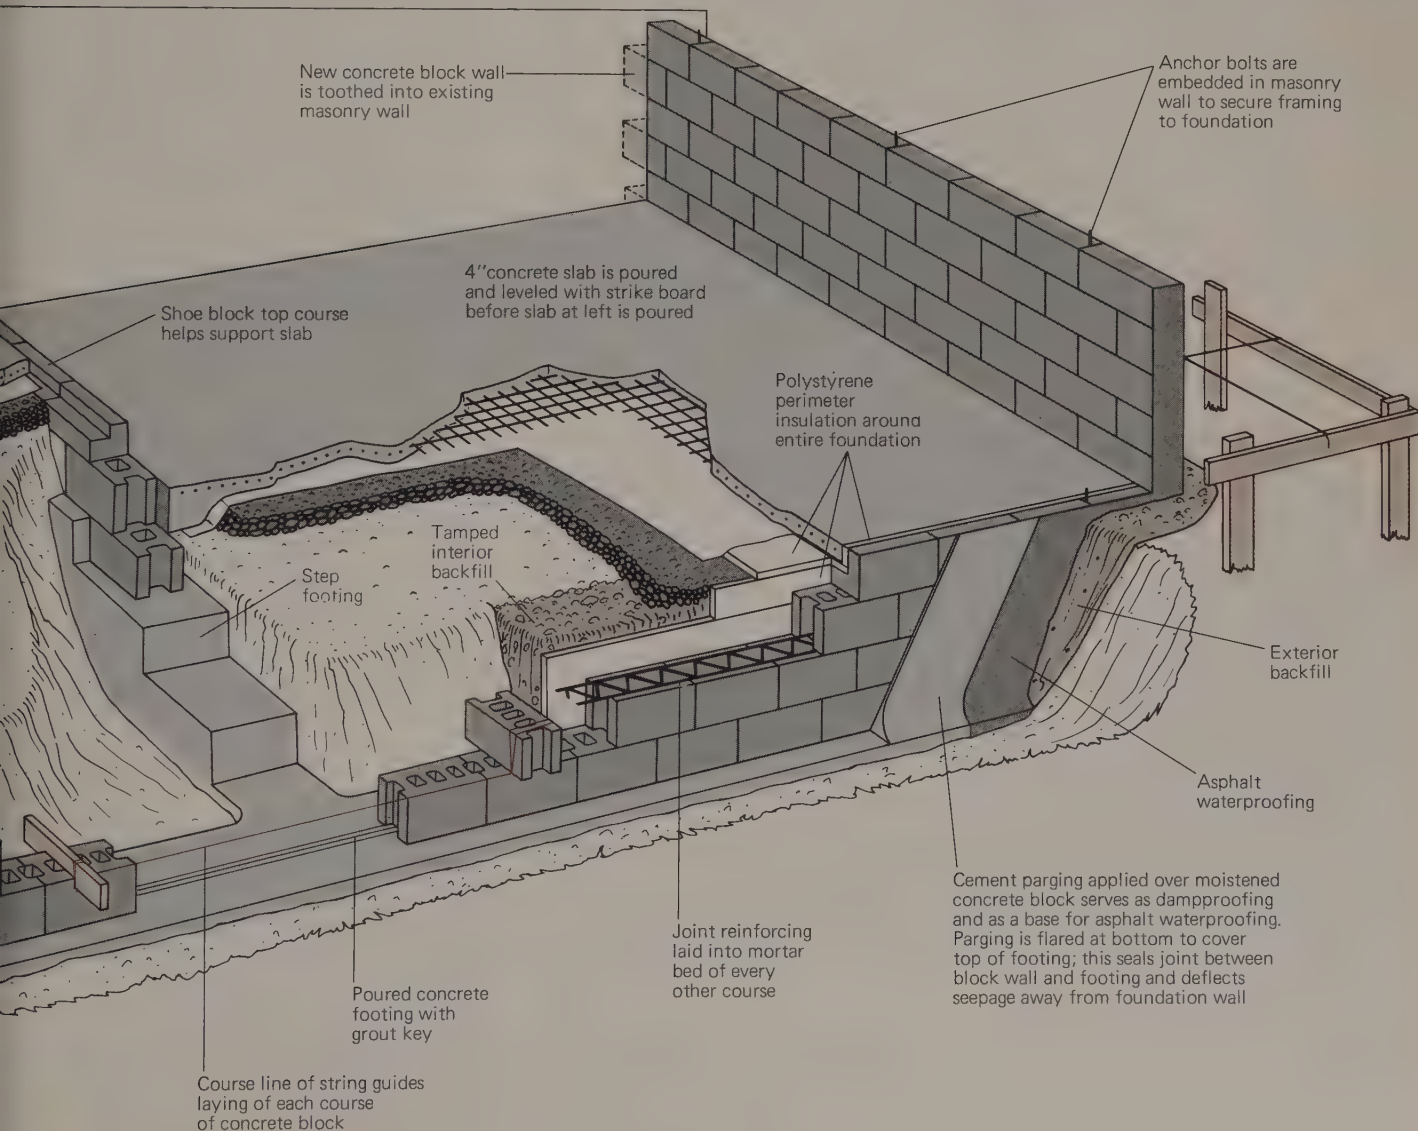 New concrete block wall
is toothed into existing
masonry wall
Anchor bolts are
embedded in masonry
wall to secure framing
to foundation
4"concrete slab is poured
and leveled with strike board
before slab at left is poured
Shoe block top course
helps support slab
Polystyrene
perimeter
insulation around
entire foundation
Tamped
interior
backfill
Step
footing
Exterior
backfill
Asphalt
waterproofing
Cement parging applied over moistened
concrete block serves as dampproofing
and as a base for asphalt waterproofing.
Parging is flared at bottom to cover
top of footing; this seals joint between
block wall and footing and deflects
seepage away from foundation wall
Joint reinforcing
laid into mortar
bed of every
other course
Poured concrete
footing with
grout key
Course line of string guides
laying of each course
of concrete block